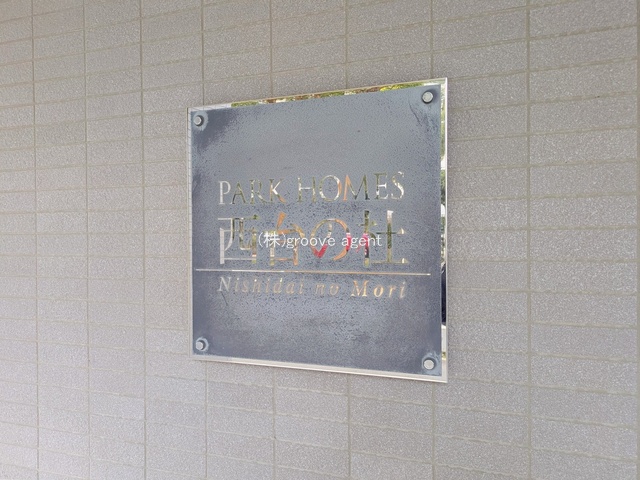 PARK HOMES
西台の杜
(株)groove agent
Nishidai no Mori